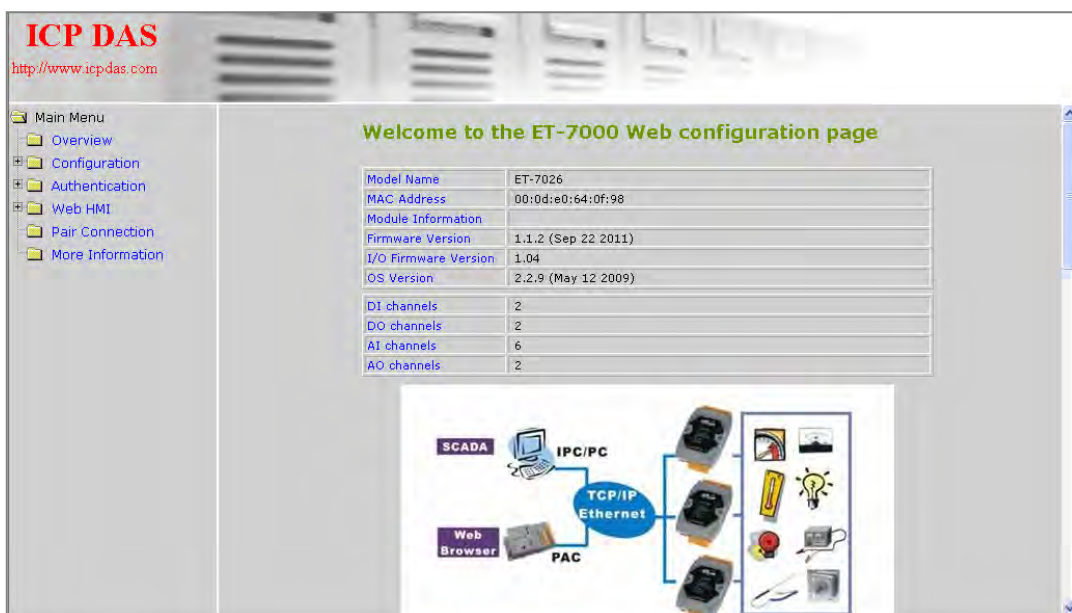 ICP DAS
http://www.icpdas.com
Main Menu
Overview
Configuration
Authentication
Web HMI
Pair Connection
More Information
Welcome to the ET-7000 Web configuration page
Model Name ET-7026
MAC Address 00:0d:e0:64:0f:98
Module Information
Firmware Version 1.1.2 (Sep 22 2011)
I/O Firmware Version 1.04
OS Version 2.2.9 (May 12 2009)
DI channels 2
DO channels 2
AI channels 6
AO channels 2
SCADA
IPC/PC
TCP/IP
Ethernet
Web
Browser
PAC